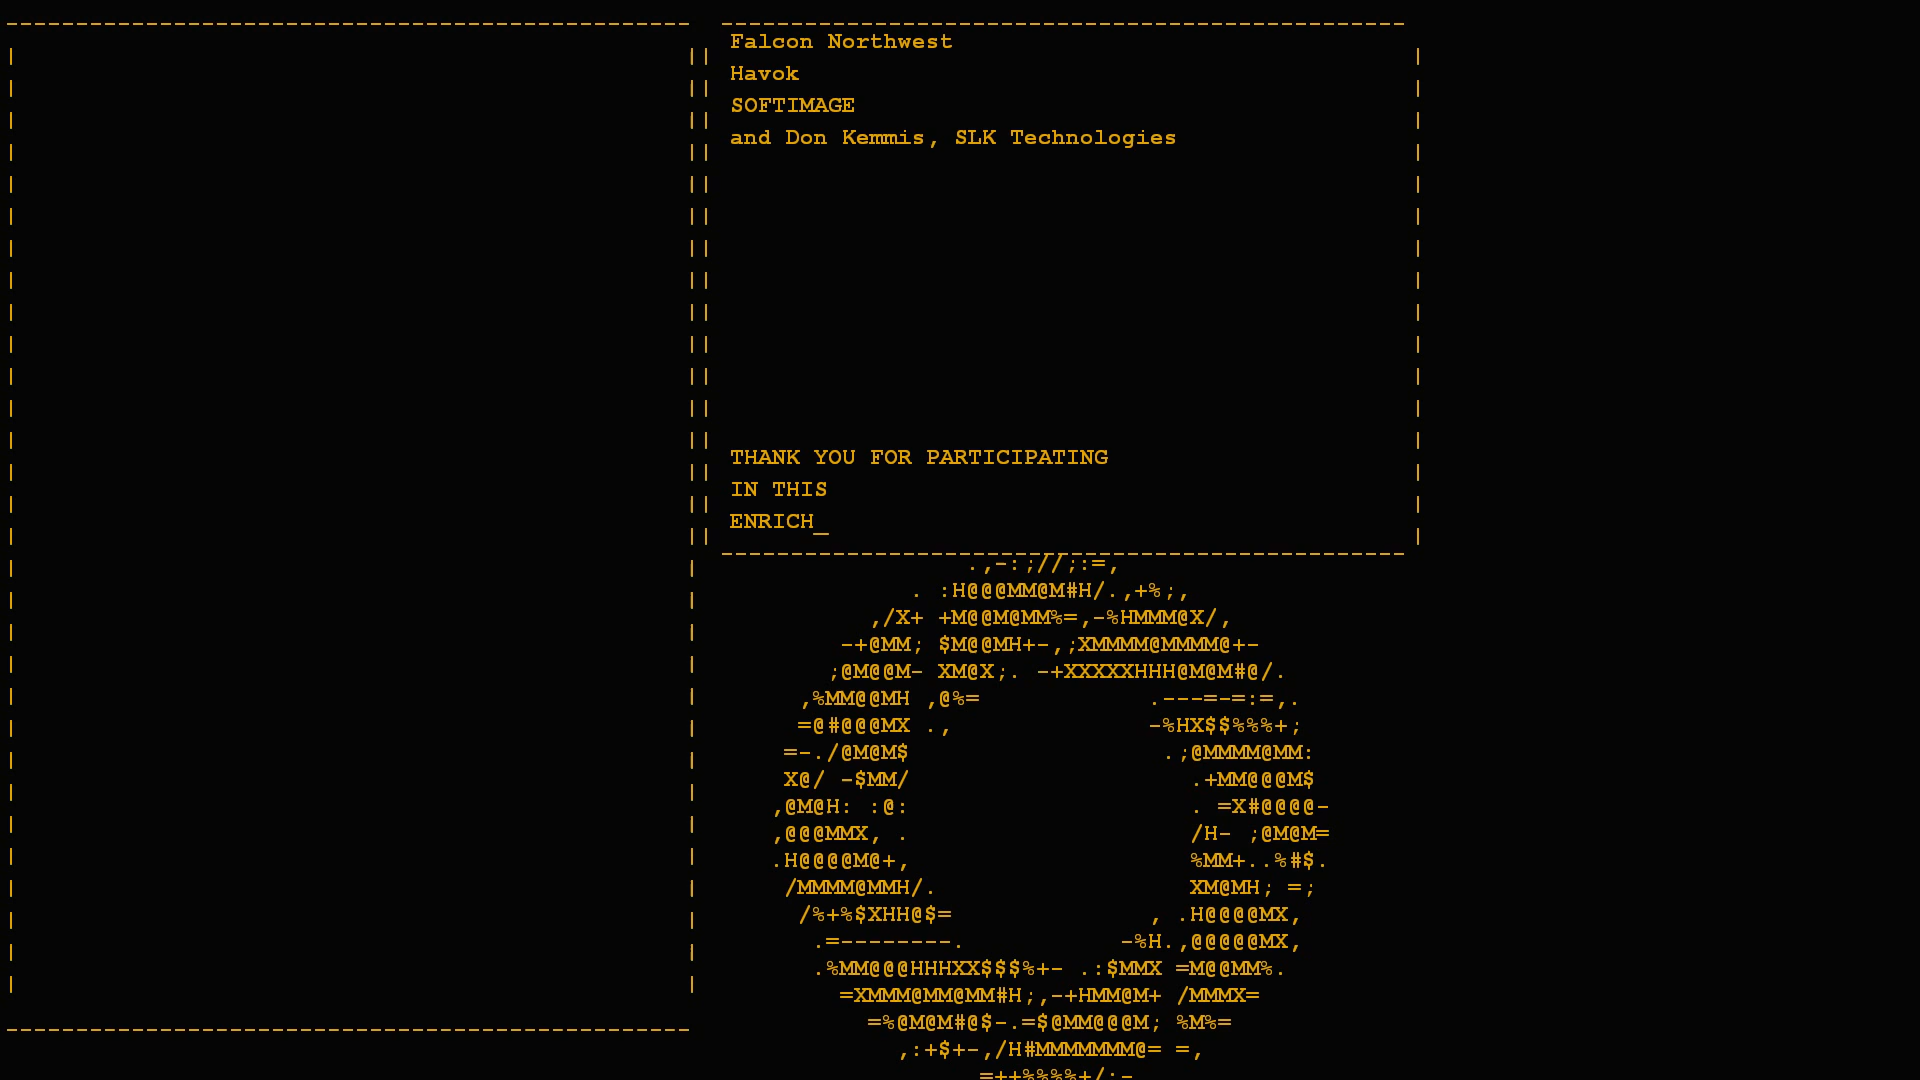 Falcon Northwest
Havok
SOFTIMAGE
and Don Kemmis, SLK Technologies
THANK YOU FOR PARTICIPATING
IN THIS
ENRICH_